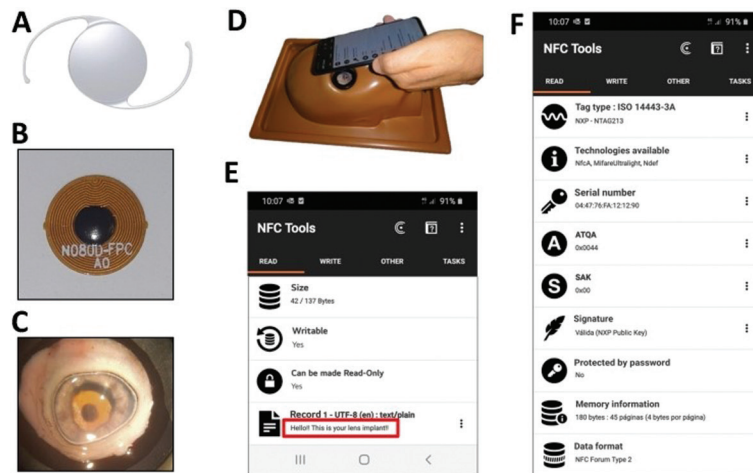 A
B
N080D-FPC
A0
C
D
E
10:07
91%
NFC Tools
READ WRITE OTHER TASKS
Size
42 / 137 Bytes
Writable
Yes
Can be made Read-Only
Yes
Record 1 - UTF-8 (en) : text/plain
Hello!! This is your lens implant!!
F
10:07
91%
NFC Tools
READ WRITE OTHER TASKS
Tag type : ISO 14443-3A
NXP - NTAG213
Technologies available
NfcA, MifareUltralight, Ndef
Serial number
04:47:76:FA:12:12:90
ATQA
0x0044
SAK
0x00
Signature
Válida (NXP Public Key)
Protected by password
No
Memory information
180 bytes : 45 páginas (4 bytes por página)
Data format
NFC Forum Type 2